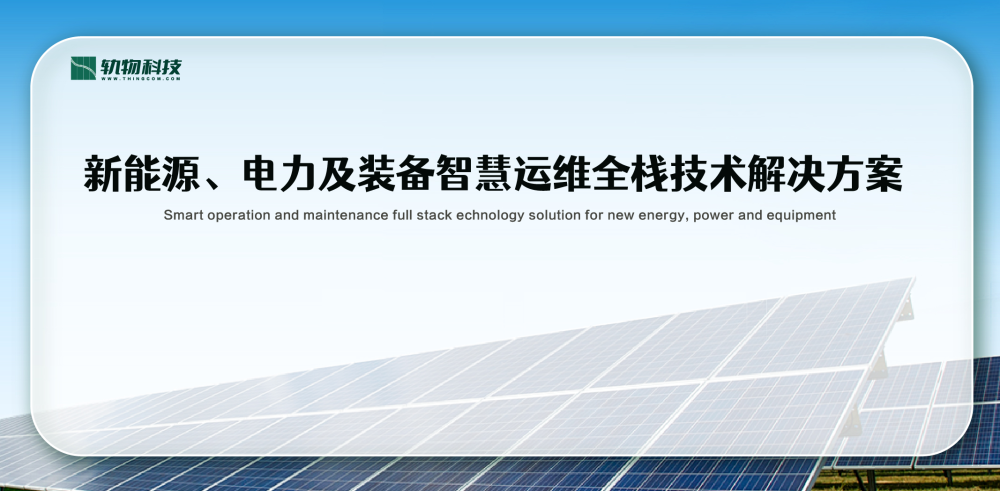 轨物科技
WWW.THINGCOM.COM
新能源、电力及装备智慧运维全栈技术解决方案
Smart operation and maintenance full stack echnology solution for new energy, power and equipment